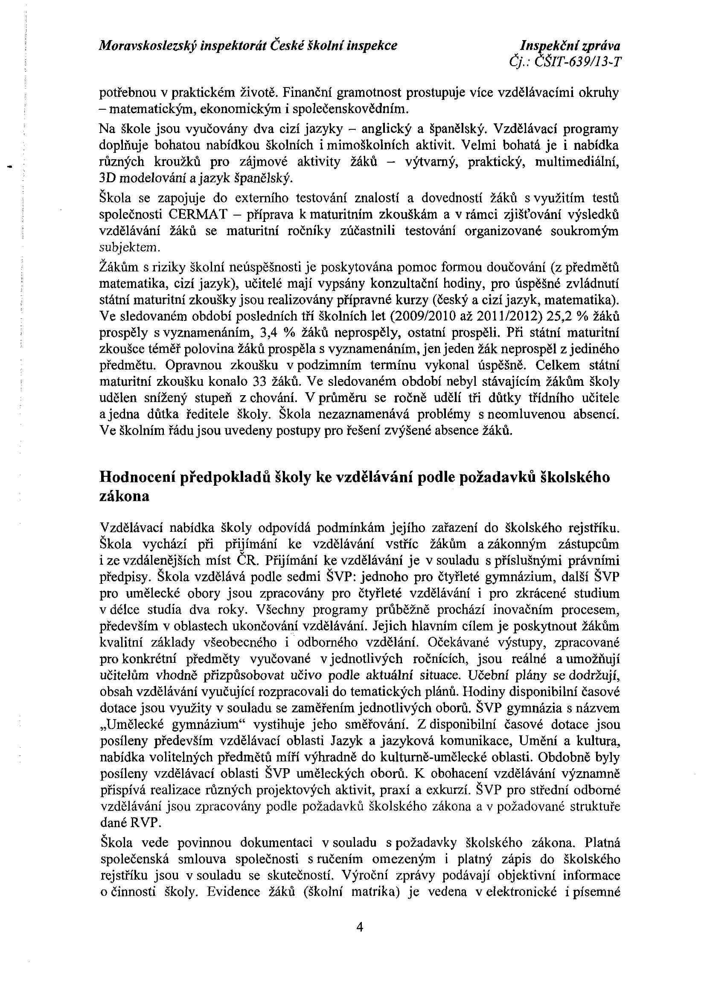 Moravskoslezský inspektorát České školní inspekce
Inspekční zpráva
Čj.: ČŠIT-639/13-T
potřebnou v praktickém životě. Finanční gramotnost prostupuje více vzdělávacími okruhy
– matematickým, ekonomickým i společenskovědním.
Na škole jsou vyučovány dva cizí jazyky – anglický a španělský. Vzdělávací programy
doplňuje bohatou nabídkou školních i mimoškolních aktivit. Velmi bohatá je i nabídka
různých kroužků pro zájmové aktivity žáků – výtvarný, praktický, multimediální,
3D modelování a jazyk španělský.
Škola se zapojuje do externího testování znalostí a dovedností žáků s využitím testů
společnosti CERMAT – příprava k maturitním zkouškám a v rámci zjišťování výsledků
vzdělávání žáků se maturitní ročníky zúčastnili testování organizované soukromým
subjektem.
Žákům s riziky školní neúspěšnosti je poskytována pomoc formou doučování (z předmětů
matematika, cizí jazyk), učitelé mají vypsány konzultační hodiny, pro úspěšné zvládnutí
státní maturitní zkoušky jsou realizovány přípravné kurzy (český a cizí jazyk, matematika).
Ve sledovaném období posledních tří školních let (2009/2010 až 2011/2012) 25,2 % žáků
prospěly s vyznamenáním, 3,4 % žáků neprospěly, ostatní prospěli. Při státní maturitní
zkoušce téměř polovina žáků prospěla s vyznamenáním, jen jeden žák neprospěl z jediného
předmětu. Opravnou zkoušku v podzimním termínu vykonal úspěšně. Celkem státní
maturitní zkoušku konalo 33 žáků. Ve sledovaném období nebyl stávajícím žákům školy
udělen snížený stupeň z chování. V průměru se ročně udělí tři důtky třídního učitele
a jedna důtka ředitele školy. Škola nezaznamenává problémy s neomluvenou absencí.
Ve školním řádu jsou uvedeny postupy pro řešení zvýšené absence žáků.
Hodnocení předpokladů školy ke vzdělávání podle požadavků školského
zákona
Vzdělávací nabídka školy odpovídá podmínkám jejího zařazení do školského rejstříku.
Škola vychází při přijímání ke vzdělávání vstříc žákům a zákonným zástupcům
i ze vzdálenějších míst ČR. Přijímání ke vzdělávání je v souladu s příslušnými právními
předpisy. Škola vzdělává podle sedmi ŠVP: jednoho pro čtyřleté gymnázium, další ŠVP
pro umělecké obory jsou zpracovány pro čtyřleté vzdělávání i pro zkrácené studium
v délce studia dva roky. Všechny programy průběžně prochází inovačním procesem,
především v oblastech ukončování vzdělávání. Jejich hlavním cílem je poskytnout žákům
kvalitní základy všeobecného i odborného vzdělání. Očekávané výstupy, zpracované
pro konkrétní předměty vyučované v jednotlivých ročnících, jsou reálné a umožňují
učitelům vhodně přizpůsobovat učivo podle aktuální situace. Učební plány se dodržují,
obsah vzdělávání vyučující rozpracovali do tematických plánů. Hodiny disponibilní časové
dotace jsou využity v souladu se zaměřením jednotlivých oborů. ŠVP gymnázia s názvem
„Umělecké gymnázium“ vystihuje jeho směřování. Z disponibilní časové dotace jsou
posíleny především vzdělávací oblasti Jazyk a jazyková komunikace, Umění a kultura,
nabídka volitelných předmětů míří výhradně do kulturně-umělecké oblasti. Obdobně byly
posíleny vzdělávací oblasti ŠVP uměleckých oborů. K obohacení vzdělávání významně
přispívá realizace různých projektových aktivit, praxí a exkurzí. ŠVP pro střední odborné
vzdělávání jsou zpracovány podle požadavků školského zákona a v požadované struktuře
dané RVP.
Škola vede povinnou dokumentaci v souladu s požadavky školského zákona. Platná
společenská smlouva společnosti s ručením omezeným i platný zápis do školského
rejstříku jsou v souladu se skutečností. Výroční zprávy podávají objektivní informace
o činnosti školy. Evidence žáků (školní matrika) je vedena v elektronické i písemné
4